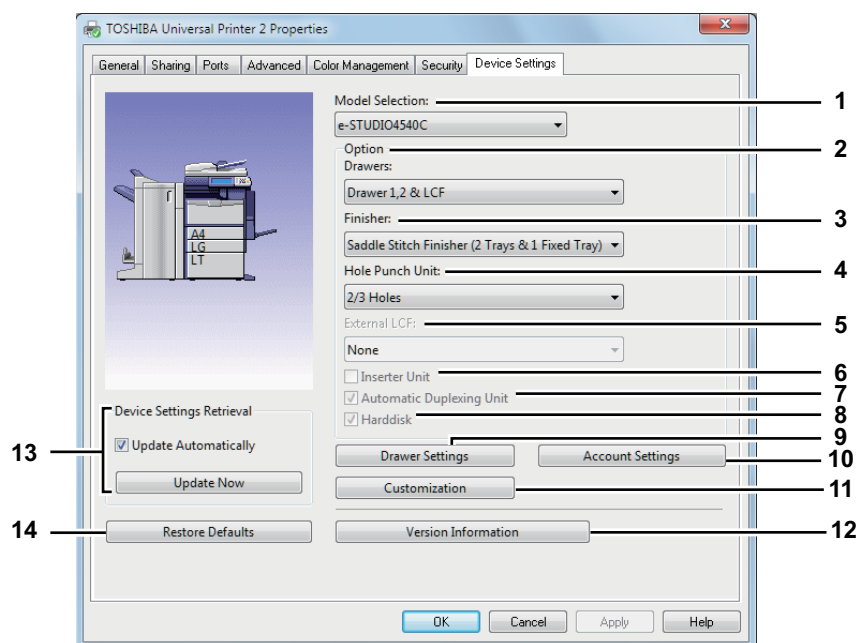 TOSHIBA Universal Printer 2 Properties
General Sharing Ports Advanced Color Management Security Device Settings
Model Selection:
1
e-STUDIO4540C
Option
2
Drawers:
Drawer 1,2 & LCF
Finisher:
3
Saddle Stitch Finisher (2 Trays & 1 Fixed Tray)
Hole Punch Unit:
4
2/3 Holes
External LCF:
5
None
Inserter Unit
6
Automatic Duplexing Unit
7
Harddisk
8
A4
LG
LT
Device Settings Retrieval
13
Update Automatically
Update Now
9
Drawer Settings
Account Settings
10
Customization
11
14
Restore Defaults
Version Information
12
OK Cancel Apply Help